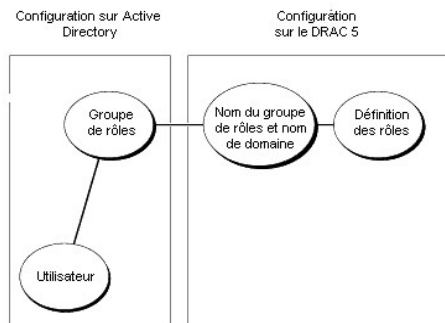 Configuration sur Active
Directory
Configuration
sur le DRAC 5
Groupe
de rôles
Nom du groupe
de rôles et nom
de domaine
Définition
des rôles
Utilisateur